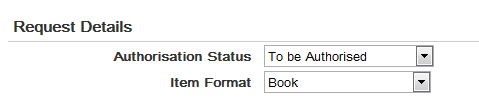 Request Details
Authorisation Status To be Authorised
Item Format Book